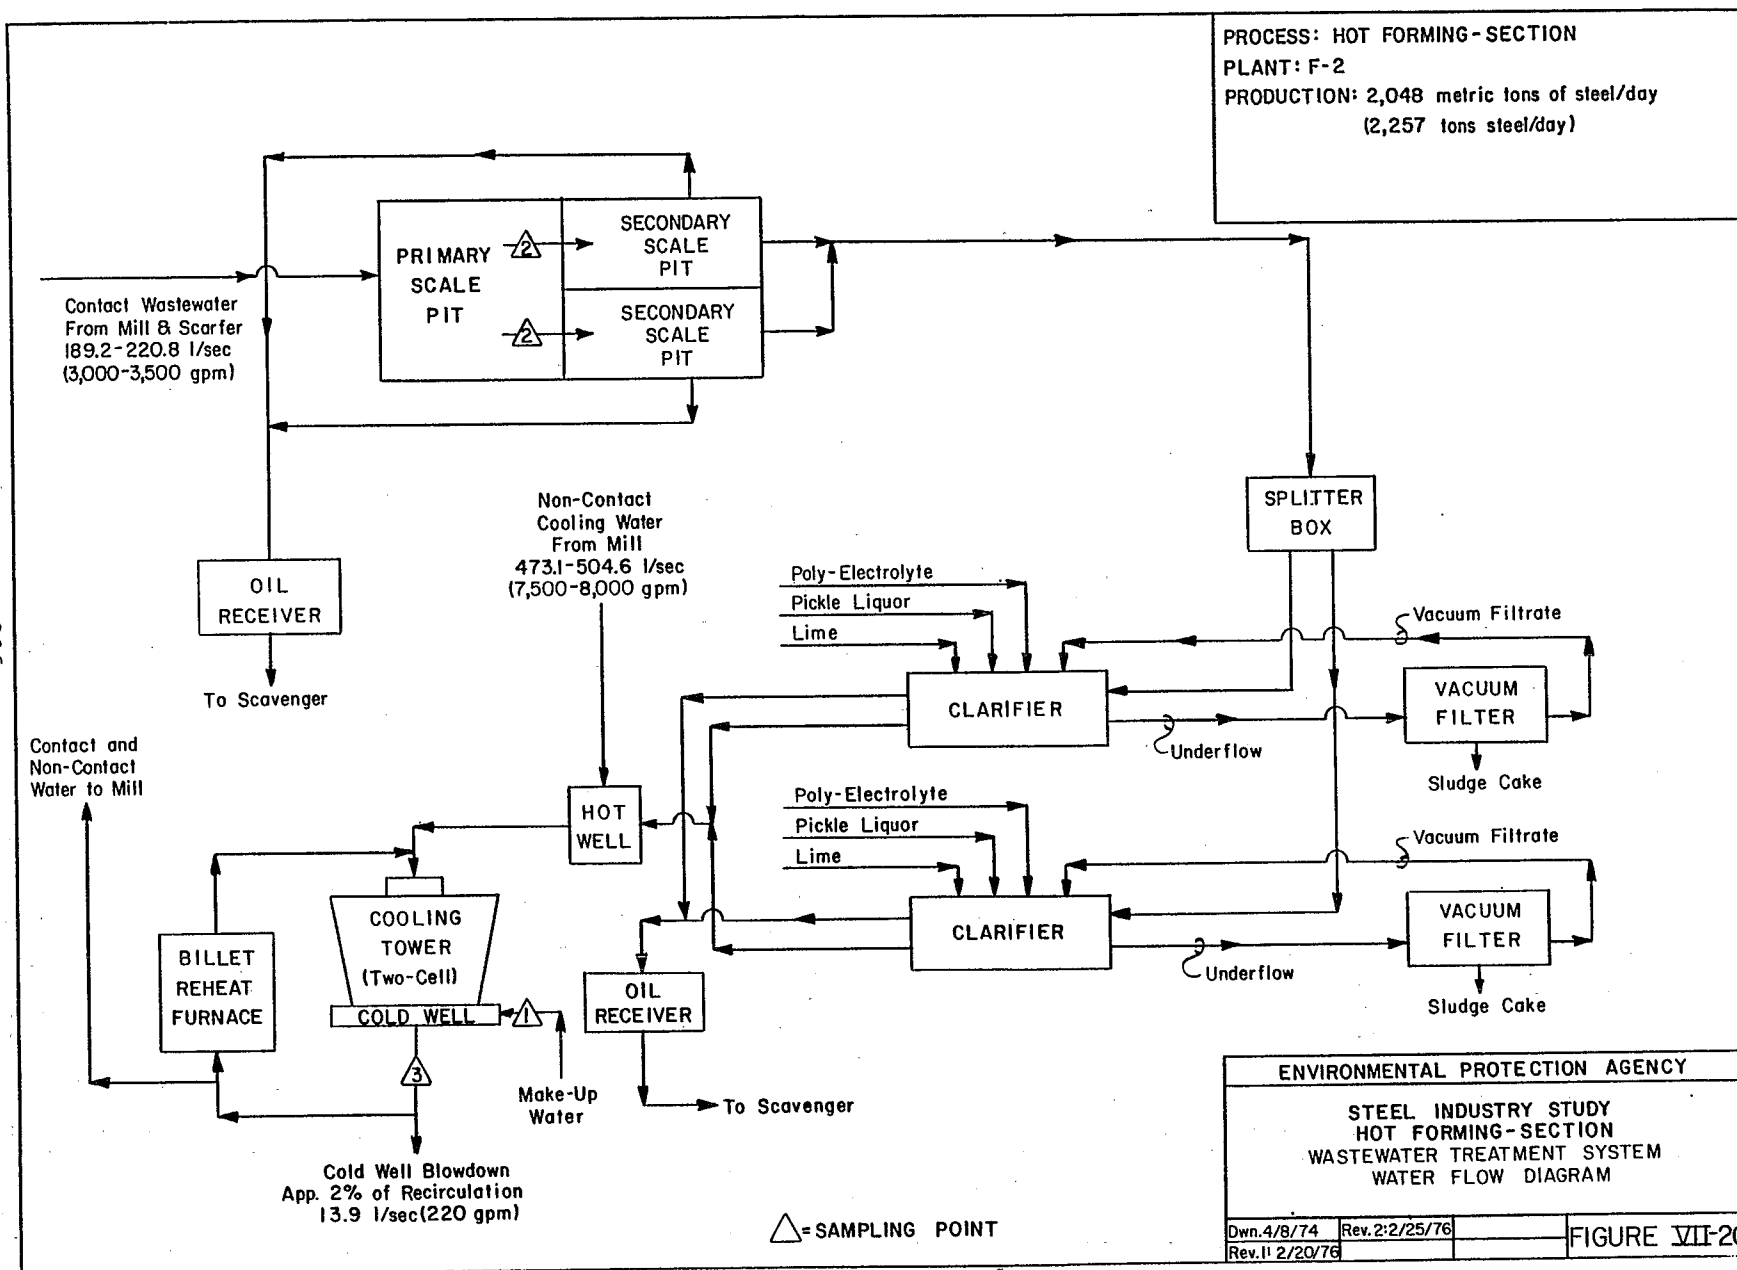 PROCESS: HOT FORMING-SECTION
PLANT: F-2
PRODUCTION: 2,048 metric tons of steel/day
(2,257 tons steel/day)
PRIMARY
SCALE
PIT
2
2
SECONDARY
SCALE
PIT
SECONDARY
SCALE
PIT
Contact Wastewater
From Mill & Scarfer
189.2-220.8 l/sec
(3,000-3,500 gpm)
OIL
RECEIVER
To Scavenger
Non-Contact
Cooling Water
From Mill
473.1-504.6 l/sec
(7,500-8,000 gpm)
SPLITTER
BOX
Poly-Electrolyte
Pickle Liquor
Lime
CLARIFIER
Vacuum Filtrate
VACUUM
FILTER
Underflow
Sludge Cake
Contact and
Non-Contact
Water to Mill
HOT
WELL
Poly-Electrolyte
Pickle Liquor
Lime
CLARIFIER
Vacuum Filtrate
VACUUM
FILTER
Underflow
Sludge Cake
BILLET
REHEAT
FURNACE
COOLING
TOWER
(Two-Cell)
COLD WELL
1
3
Make-Up
Water
OIL
RECEIVER
To Scavenger
Cold Well Blowdown
App. 2% of Recirculation
13.9 l/sec(220 gpm)
=SAMPLING POINT
ENVIRONMENTAL PROTECTION AGENCY
STEEL INDUSTRY STUDY
HOT FORMING-SECTION
WASTEWATER TREATMENT SYSTEM
WATER FLOW DIAGRAM
Dwn.4/8/74
Rev.2:2/25/76
Rev.1: 2/20/76
FIGURE VII-20